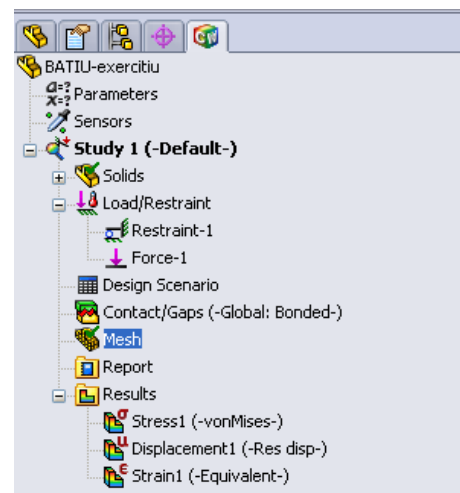 BATIU-exercitiu
a=?
x=? Parameters
Sensors
Study 1 (-Default-)
Solids
Load/Restraint
Restraint-1
Force-1
Design Scenario
Contact/Gaps (-Global: Bonded-)
Mesh
Report
Results
σ Stress1 (-vonMises-)
u Displacement1 (-Res disp-)
ε Strain1 (-Equivalent-)